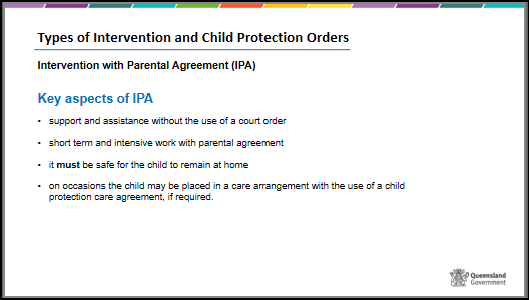 Types of Intervention and Child Protection Orders
Intervention with Parental Agreement (IPA)
Key aspects of IPA
• support and assistance without the use of a court order
• short term and intensive work with parental agreement
• it must be safe for the child to remain at home
• on occasions the child may be placed in a care arrangement with the use of a child
protection care agreement, if required.
Queensland
Government